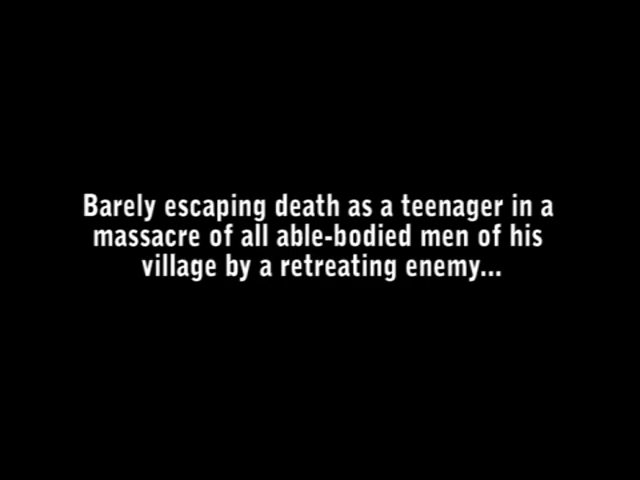 Barely escaping death as a teenager in a
massacre of all able-bodied men of his
village by a retreating enemy...